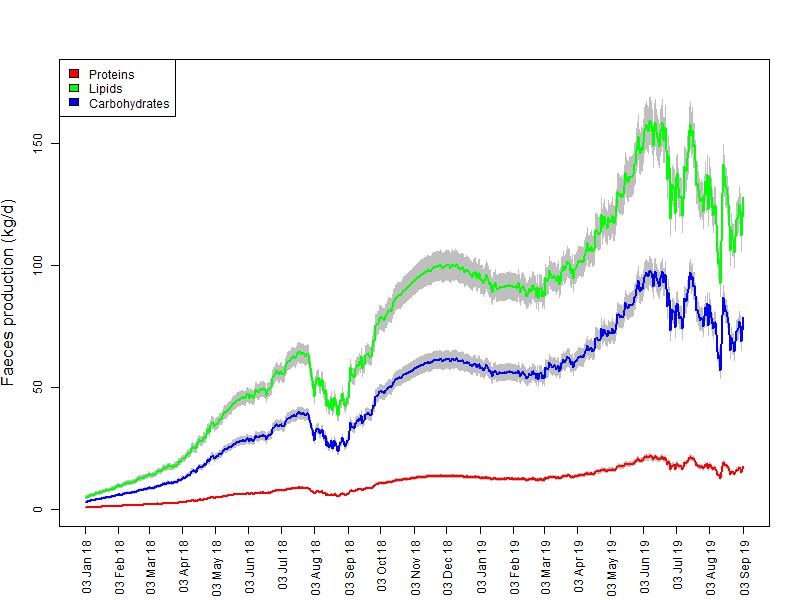 Proteins
Lipids
Carbohydrates
Faeces production (kg/d)
150
100
50
0
03 Jan 18
03 Feb 18
03 Mar 18
03 Apr 18
03 May 18
03 Jun 18
03 Jul 18
03 Aug 18
03 Sep 18
03 Oct 18
03 Nov 18
03 Dec 18
03 Jan 19
03 Feb 19
03 Mar 19
03 Apr 19
03 May 19
03 Jun 19
03 Jul 19
03 Aug 19
03 Sep 19